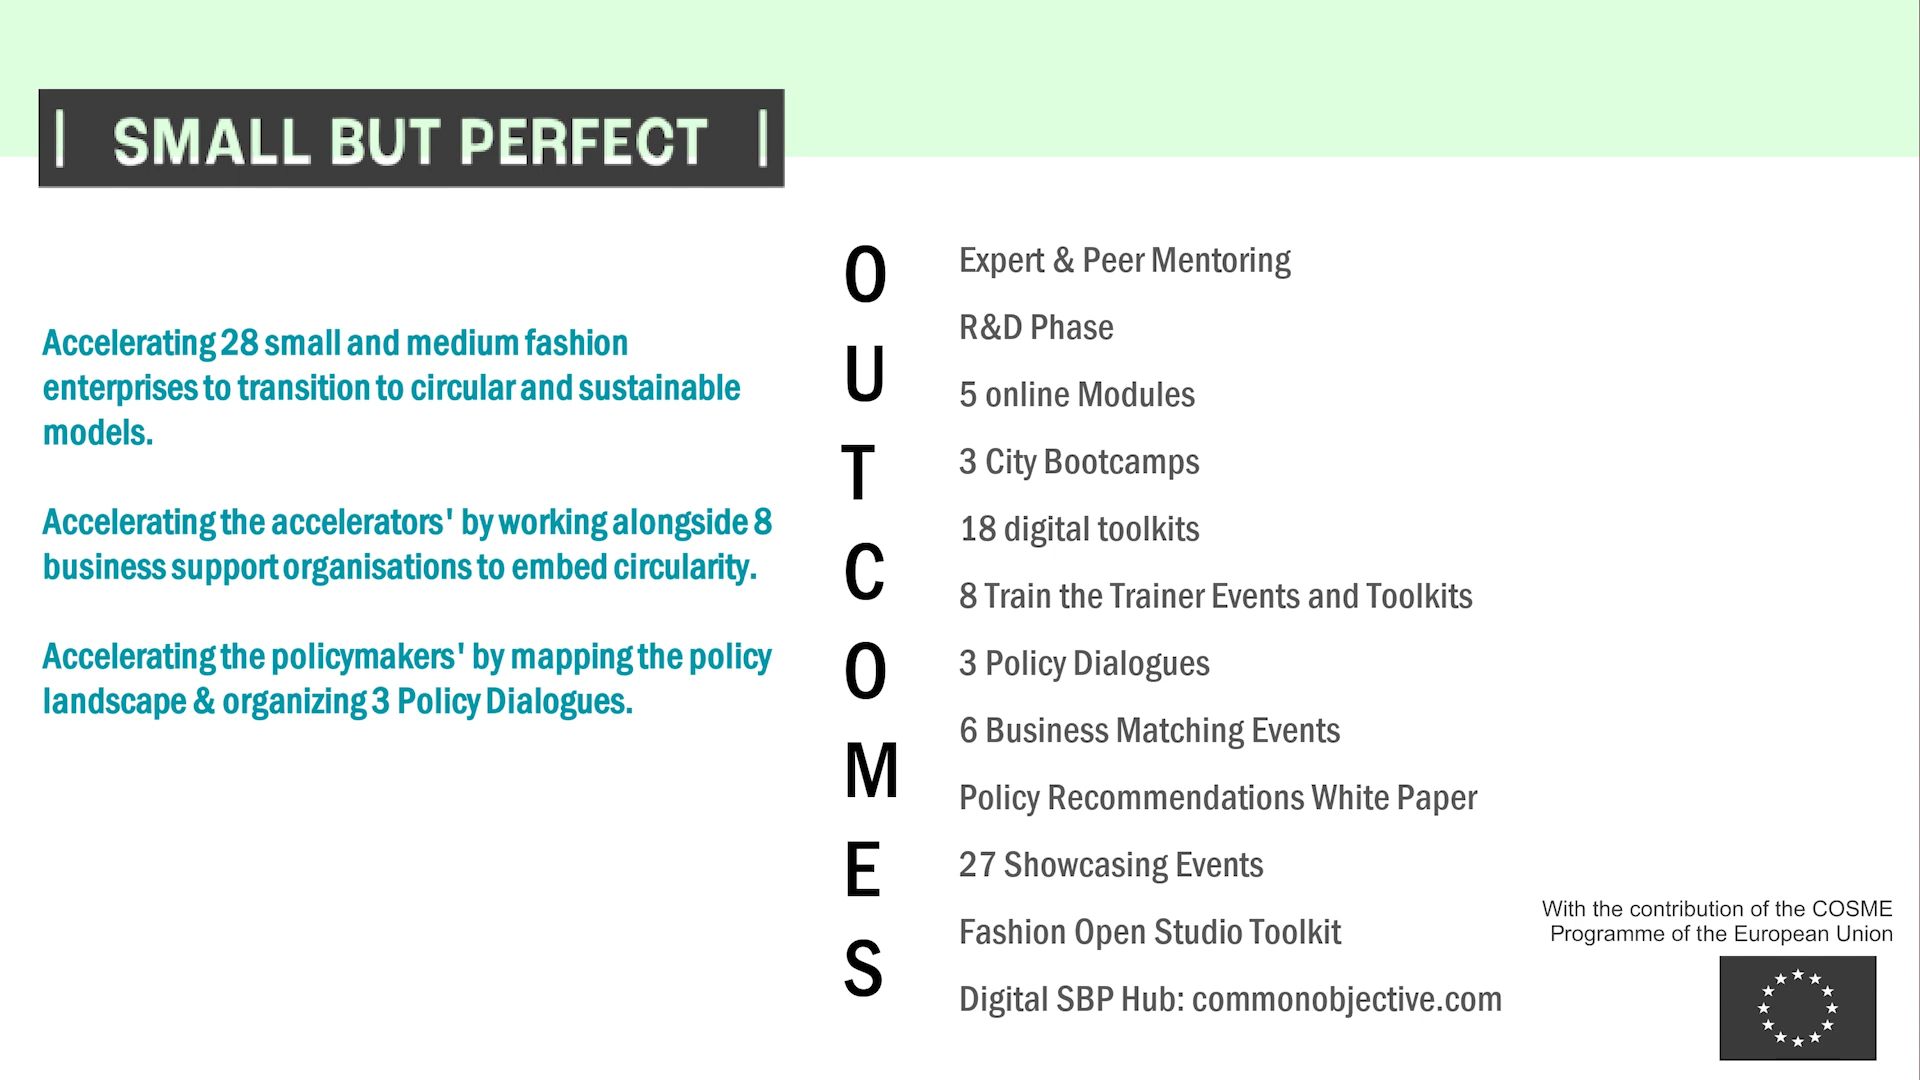 | SMALL BUT PERFECT |
Accelerating 28 small and medium fashion
enterprises to transition to circular and sustainable
models.
Accelerating the accelerators' by working alongside 8
business support organisations to embed circularity.
Accelerating the policymakers' by mapping the policy
landscape & organizing 3 Policy Dialogues.
O
U
T
C
O
M
E
S
Expert & Peer Mentoring
R&D Phase
5 online Modules
3 City Bootcamps
18 digital toolkits
8 Train the Trainer Events and Toolkits
3 Policy Dialogues
6 Business Matching Events
Policy Recommendations White Paper
27 Showcasing Events
Fashion Open Studio Toolkit
Digital SBP Hub: commonobjective.com
With the contribution of the COSME
Programme of the European Union